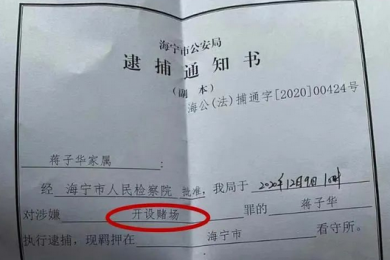 海宁市公安局
逮捕通知书
（副本）
海公(法)捕通字[2020]00424号
蒋子华家属：
经 海宁市人民检察院 批准，我局于 2020年12月9日 1 时
对涉嫌 开设赌场 罪的 蒋子华
执行逮捕，现羁押在 海宁市 看守所。